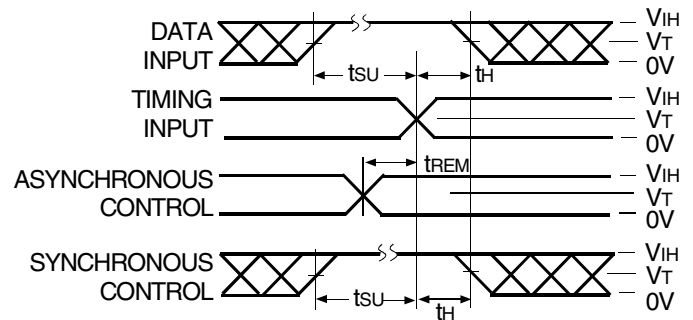 DATA
INPUT
tSU
tH
VIH
VT
0V
TIMING
INPUT
VIH
VT
0V
ASYNCHRONOUS
CONTROL
tREM
VIH
VT
0V
SYNCHRONOUS
CONTROL
tSU
tH
VIH
VT
0V